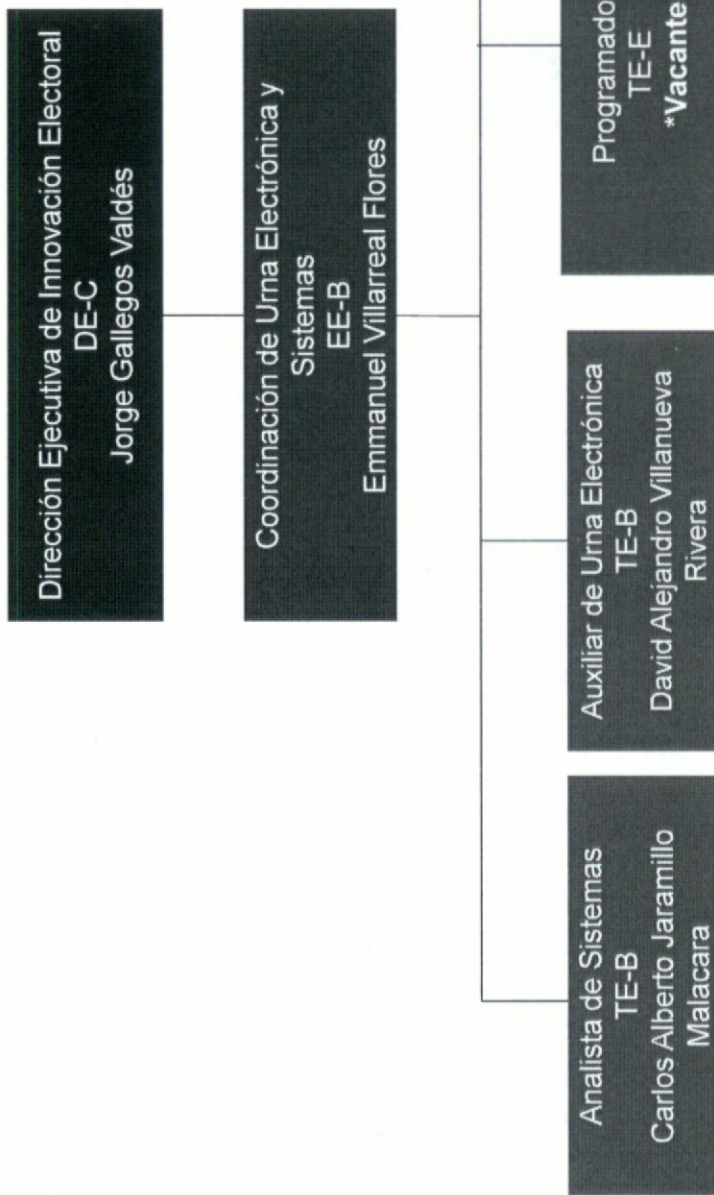 Dirección Ejecutiva de Innovación Electoral
DE-C
Jorge Gallegos Valdés
Coordinación de Urna Electrónica y
Sistemas
EE-B
Emmanuel Villarreal Flores
Analista de Sistemas
TE-B
Carlos Alberto Jaramillo
Malacara
Auxiliar de Urna Electrónica
TE-B
David Alejandro Villanueva
Rivera
Programado
TE-E
*Vacante